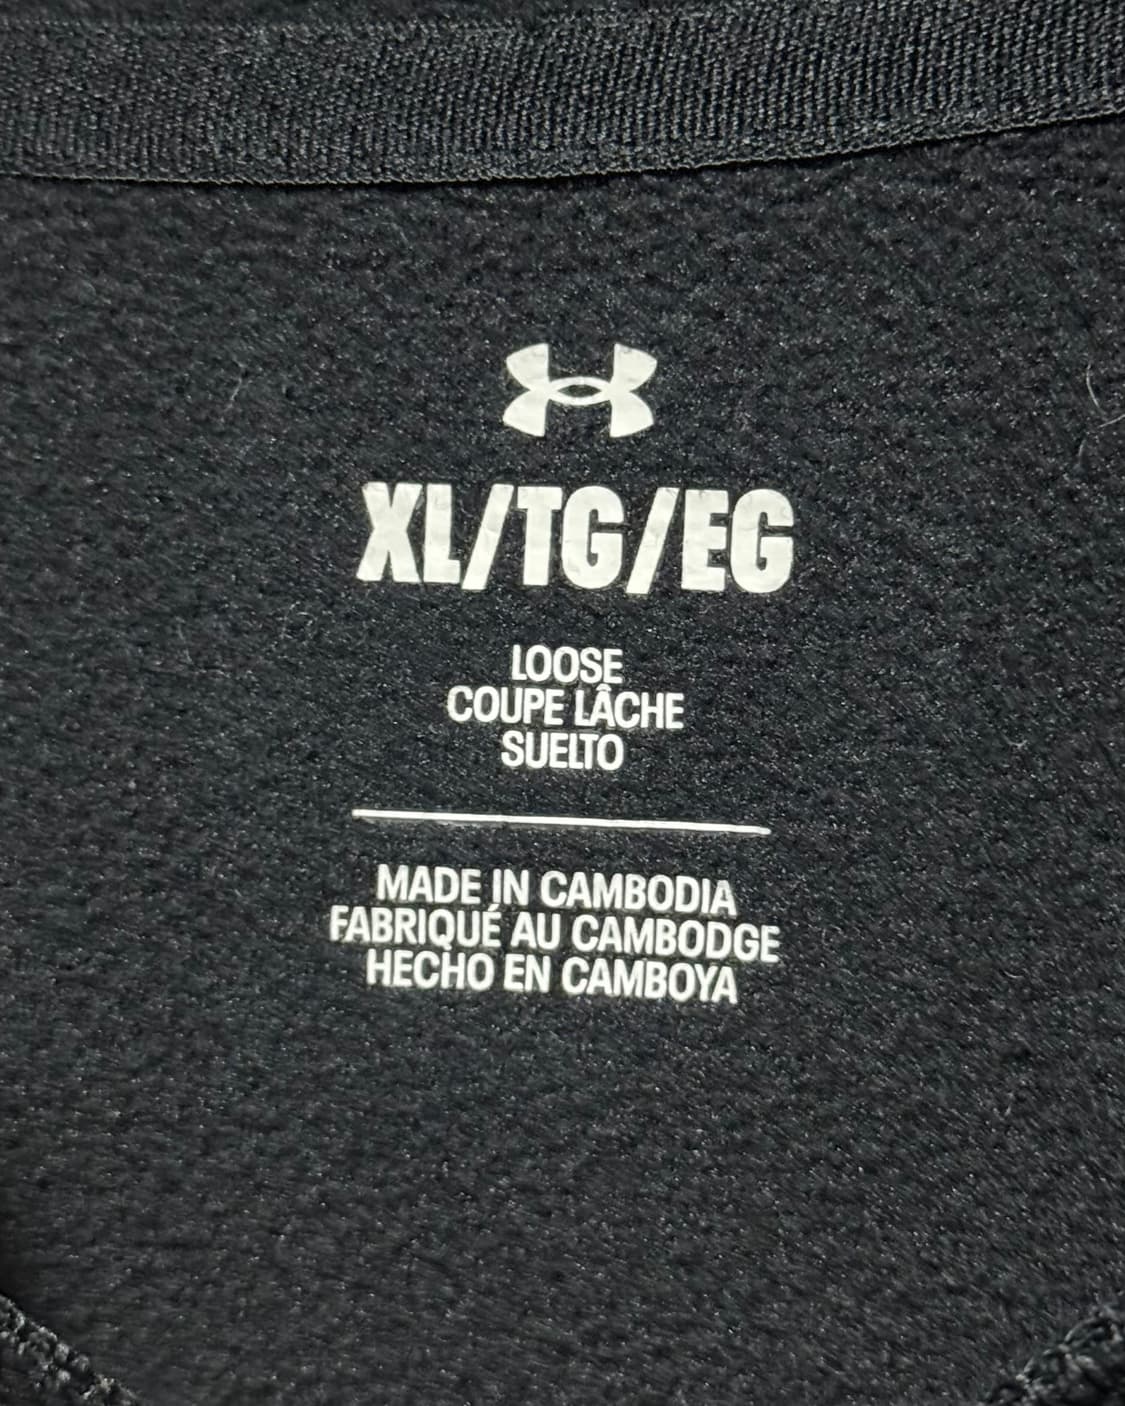 XL/TG/EG
LOOSE
COUPE LÂCHE
SUELTO
MADE IN CAMBODIA
FABRIQUÉ AU CAMBODGE
HECHO EN CAMBOYA